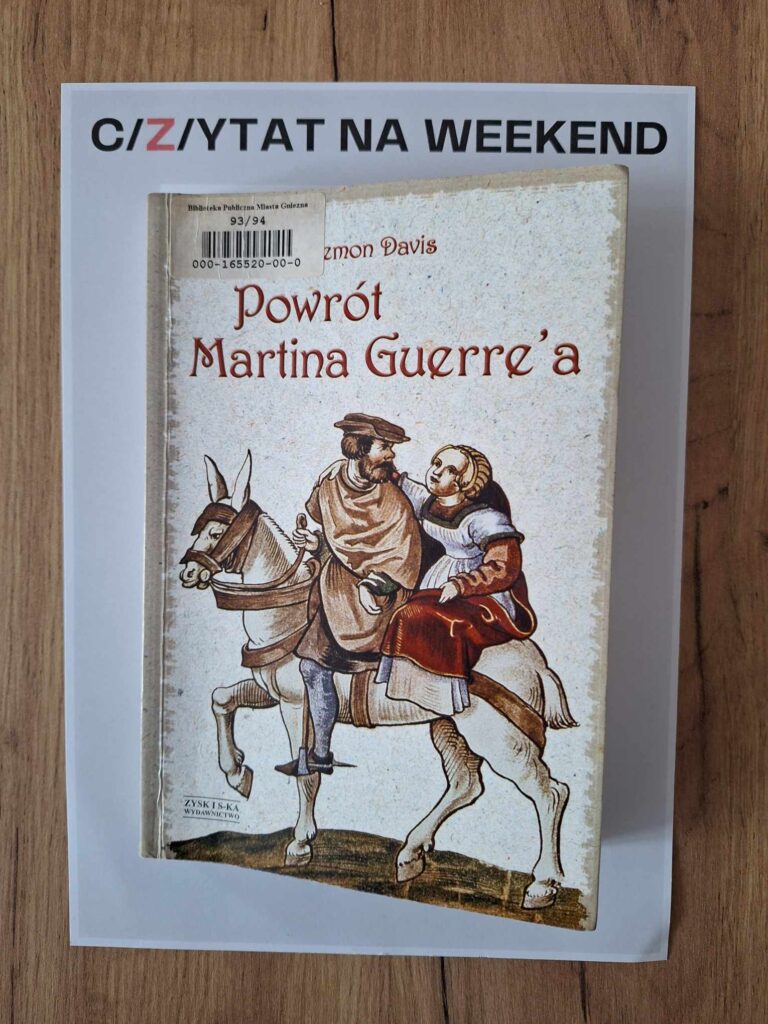 C/Z/YTAT NA WEEKEND
Biblioteka Publiczna Miasta Gniezna
93/94
000-165520-00-0
emon Davis
Powrót
Martina Guerre’a
ZYSK I S-KA
WYDAWNICTWO